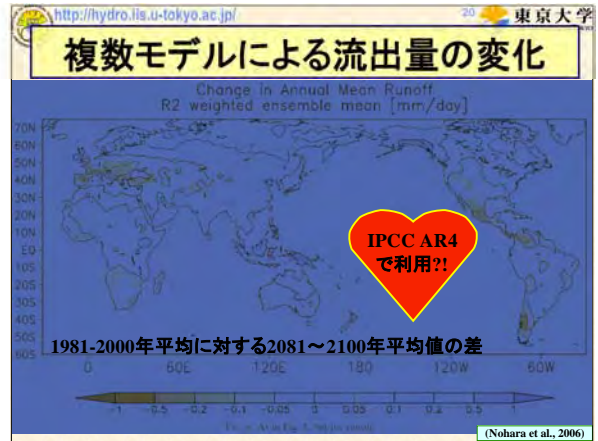 http://hydro.iis.u-tokyo.ac.jp/
20
東京大学
複数モデルによる流出量の変化
Change in Annual Mean Runoff
R2 weighted ensemble mean [mm/day]
70N
60N
50N
40N
30N
20N
10N
EQ
10S
20S
30S
40S
50S
60S
IPCC AR4
で利用?!
1981-2000年平均に対する2081～2100年平均値の差
0 60E 120E 180 120W 60W
-1 -0.5 -0.2 -0.1 -0.05 0 0.05 0.1 0.2 0.5 1
(Nohara et al., 2006)